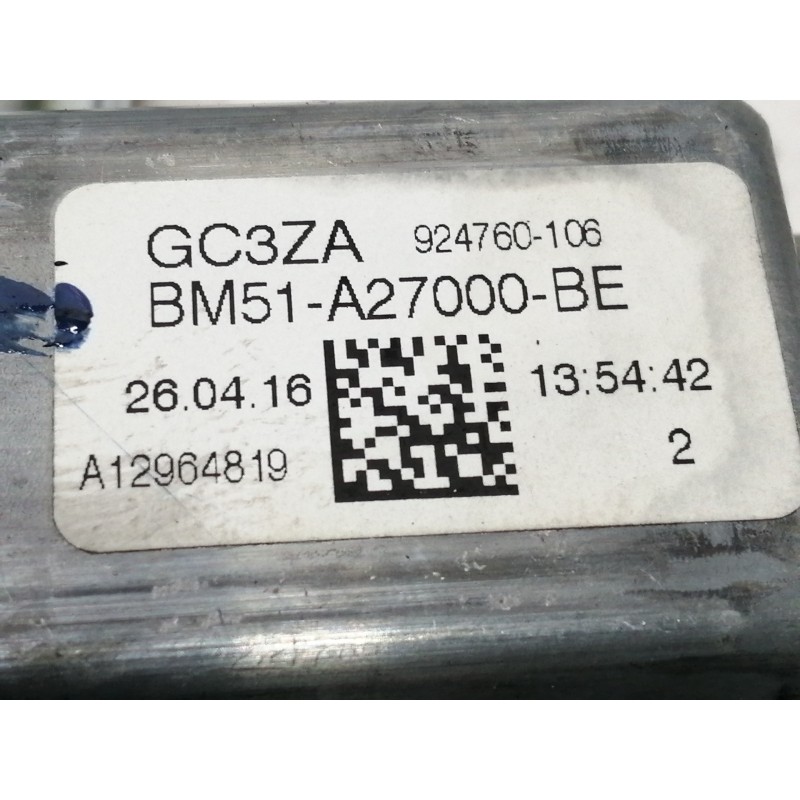 GC3ZA 924760-106
BM51-A27000-BE
26.04.16 13:54:42
A12964819 2